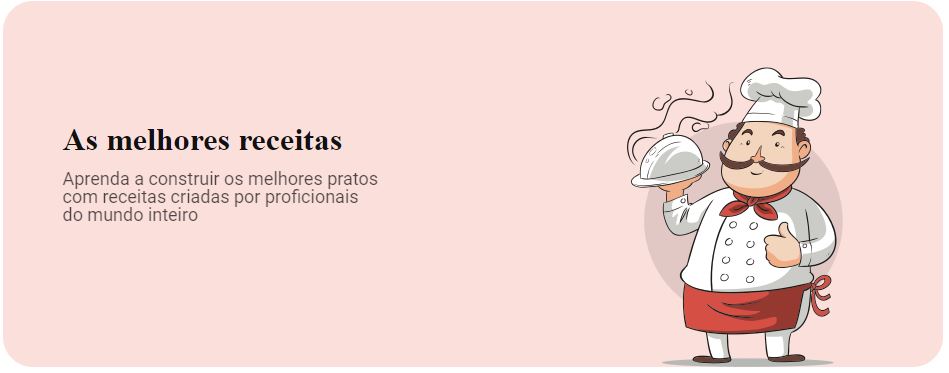 As melhores receitas
Aprenda a construir os melhores pratos
com receitas criadas por proficionais
do mundo inteiro